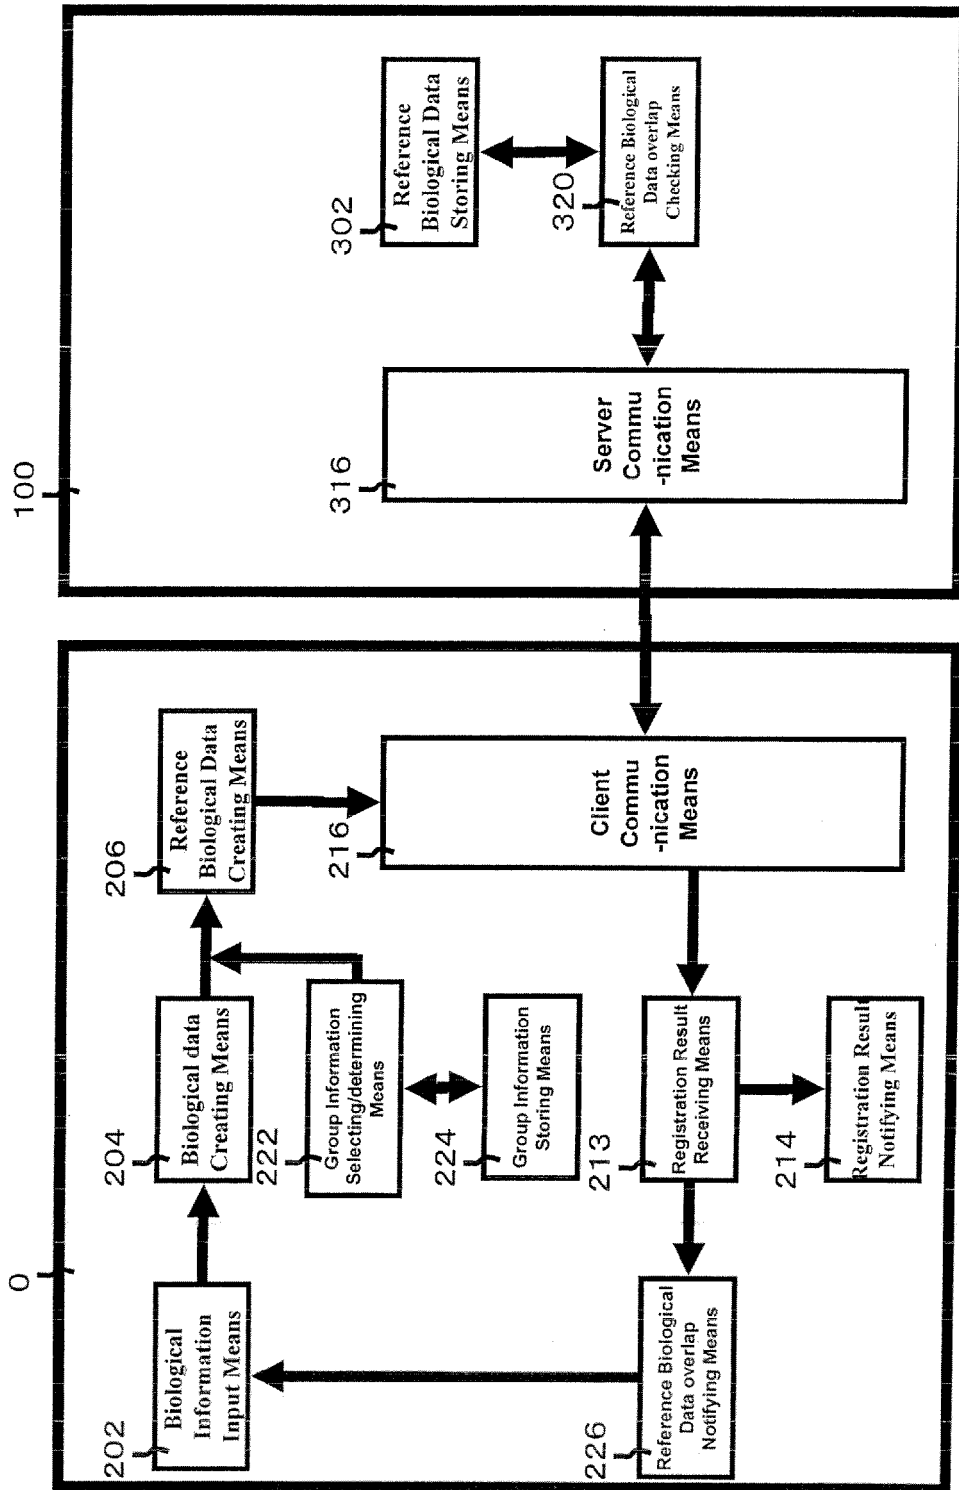 0
100
202
Biological
Information
Input Means
204
Biological data
Creating Means
206
Reference
Biological Data
Creating Means
222
Group Information
Selecting/determining
Means
224
Group Information
Storing Means
216
Client
Commu
-nication
Means
213
Registration Result
Receiving Means
214
Registration Result
Notifying Means
226
Reference Biological
Data overlap
Notifying Means
316
Server
Commu
-nication
Means
302
Reference
Biological Data
Storing Means
320
Reference Biological
Data overlap
Checking Means